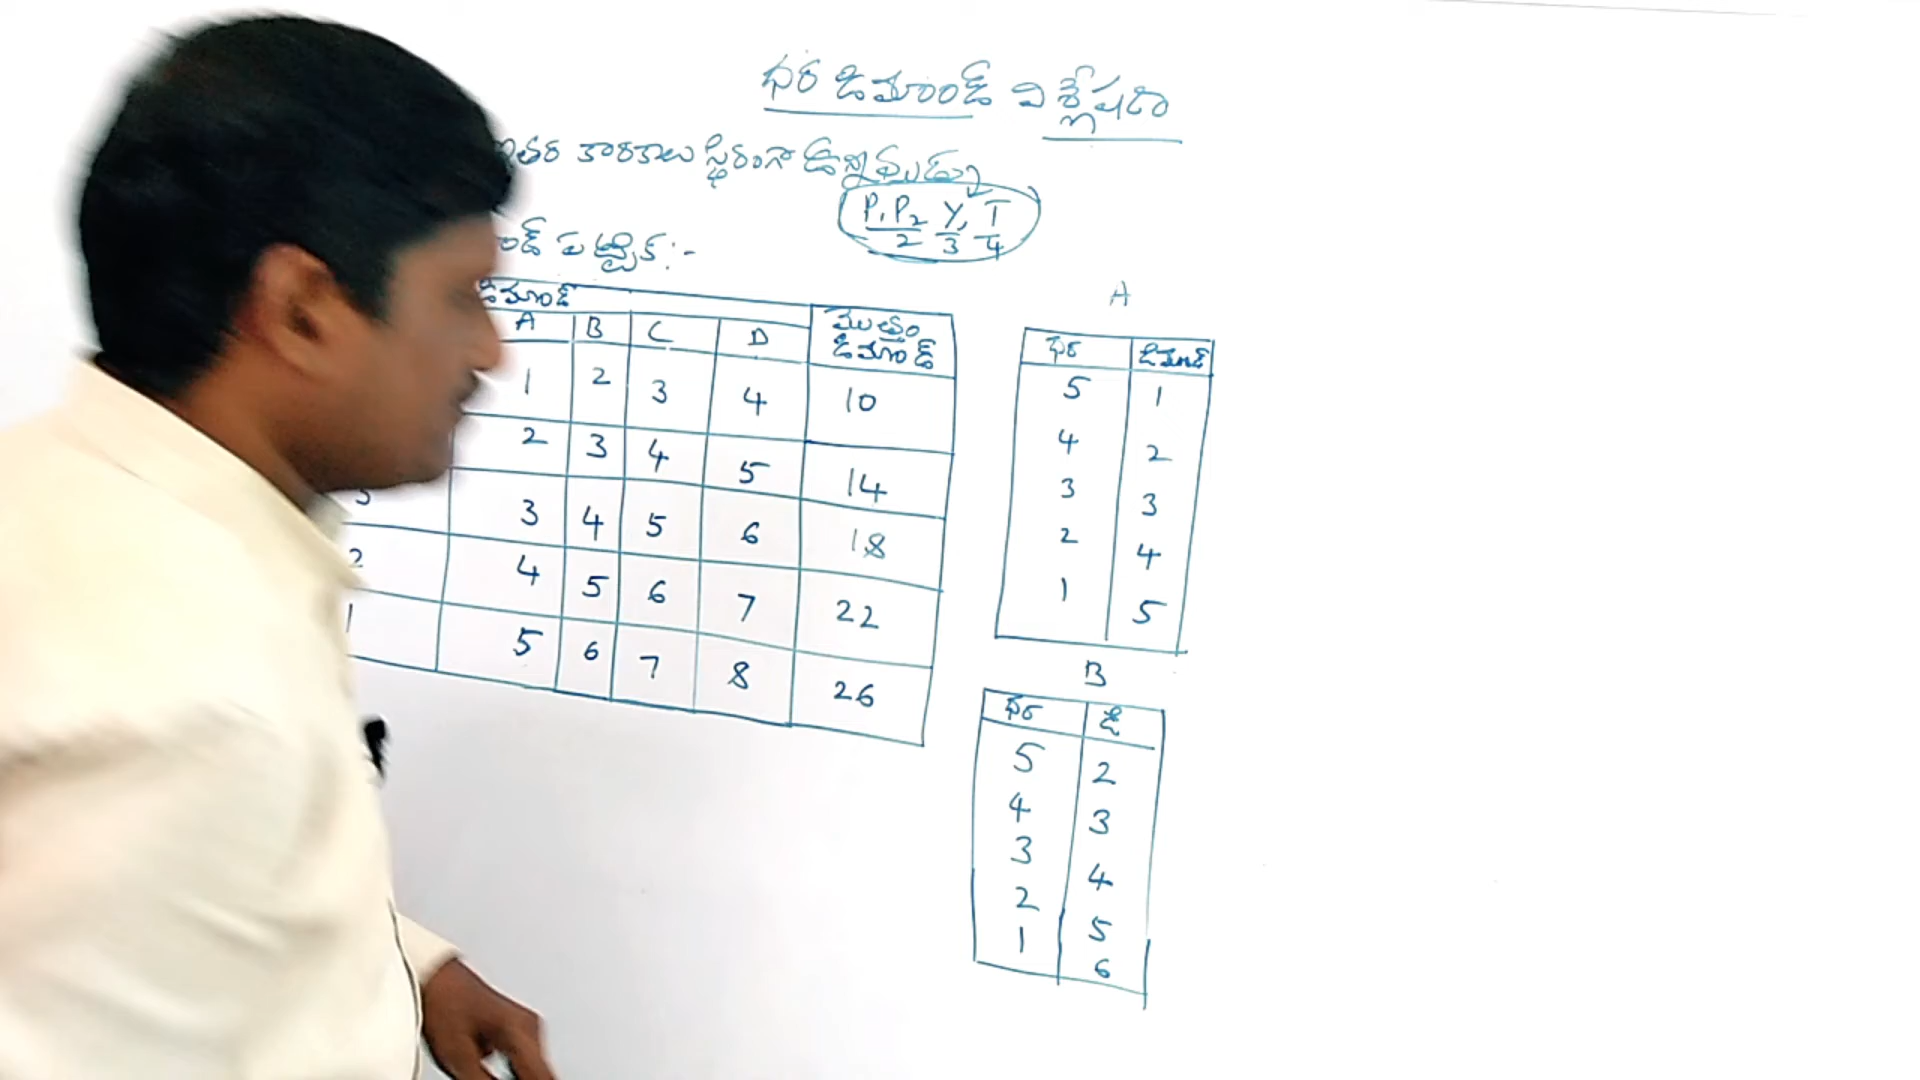 ధర డిమాండ్ విశ్లేషణ
ఇతర కారకాలు స్థిరంగా ఉన్నప్పుడు
P₁ P₂ Y, T
2 3 4
పట్టిక:-
డిమాండ్ మొత్తం డిమాండ్
A B C D
1 2 3 4 10
2 3 4 5 14
3 4 5 6 18
2 4 5 6 7 22
1 5 6 7 8 26
A
ధర డిమాండ్
5 1
4 2
3 3
2 4
1 5
B
ధర డి
5 2
4 3
3 4
2 5
1 6